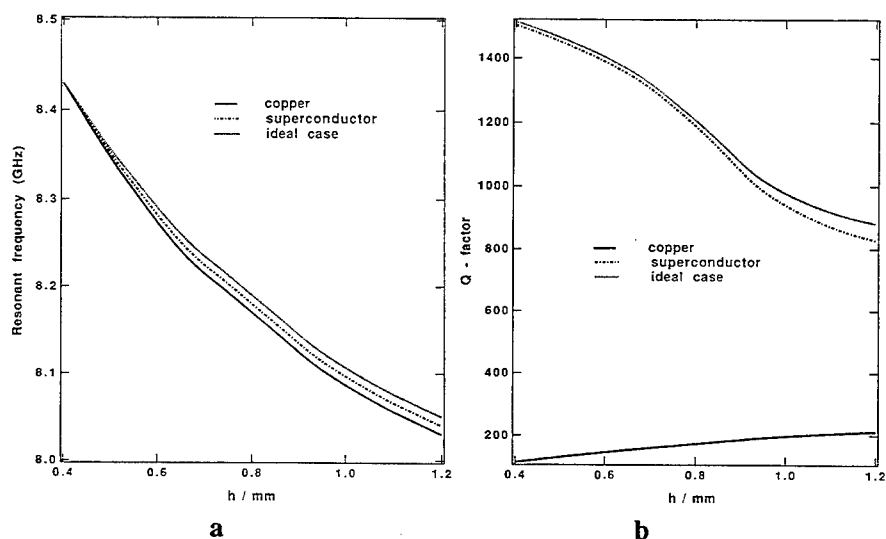 8.5
8.4
8.3
8.2
8.1
8.0
Resonant frequency (GHz)
copper
superconductor
ideal case
0.4 0.6 0.8 1.0 1.2
h / mm
a
1400
1200
1000
800
600
400
200
Q - factor
copper
superconductor
ideal case
0.4 0.6 0.8 1.0 1.2
h / mm
b